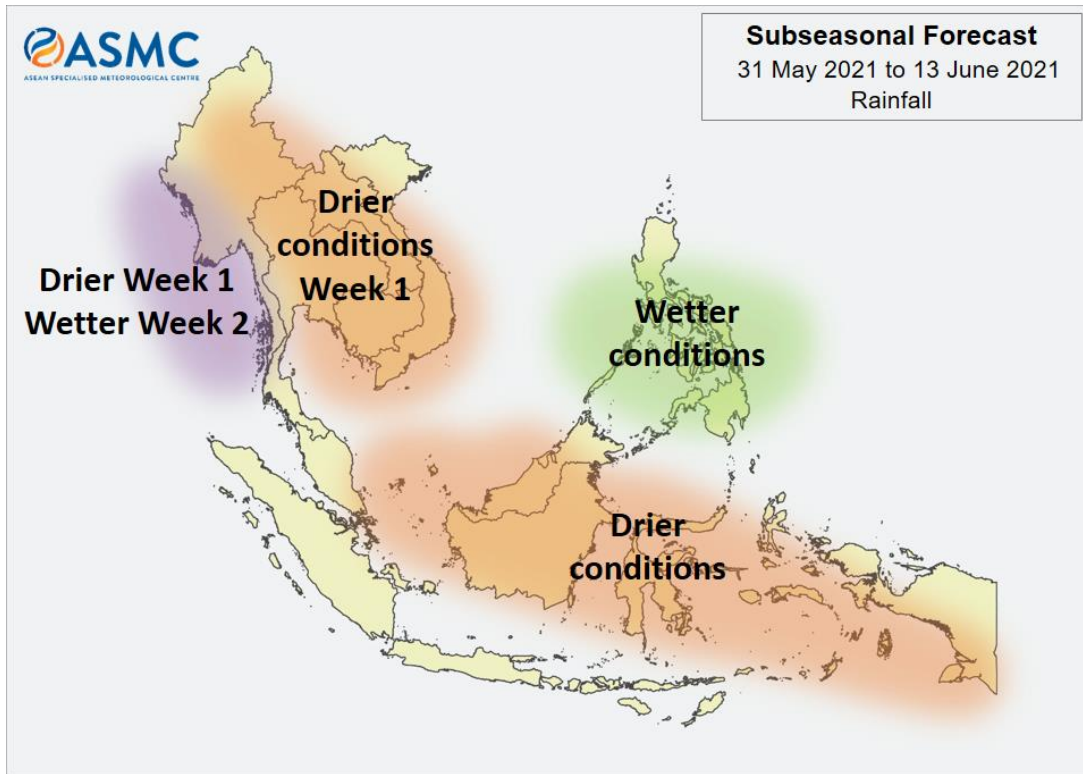 ASMC
ASEAN SPECIALISED METEOROLOGICAL CENTRE
Subseasonal Forecast
31 May 2021 to 13 June 2021
Rainfall
Drier
conditions
Week 1
Drier Week 1
Wetter Week 2
Wetter
conditions
Drier
conditions